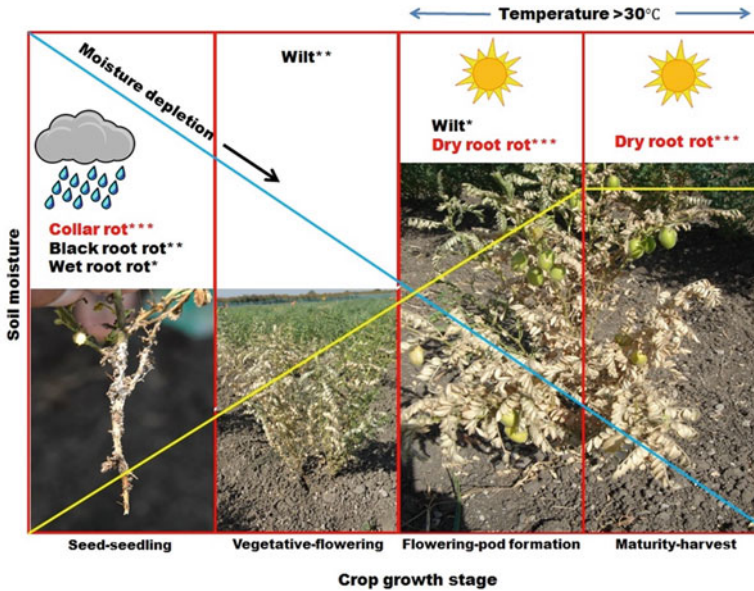 Temperature >30°C
Moisture depletion
Wilt**
Wilt*
Dry root rot***
Dry root rot***
Collar rot***
Black root rot**
Wet root rot*
Soil moisture
Seed-seedling
Vegetative-flowering
Flowering-pod formation
Maturity-harvest
Crop growth stage